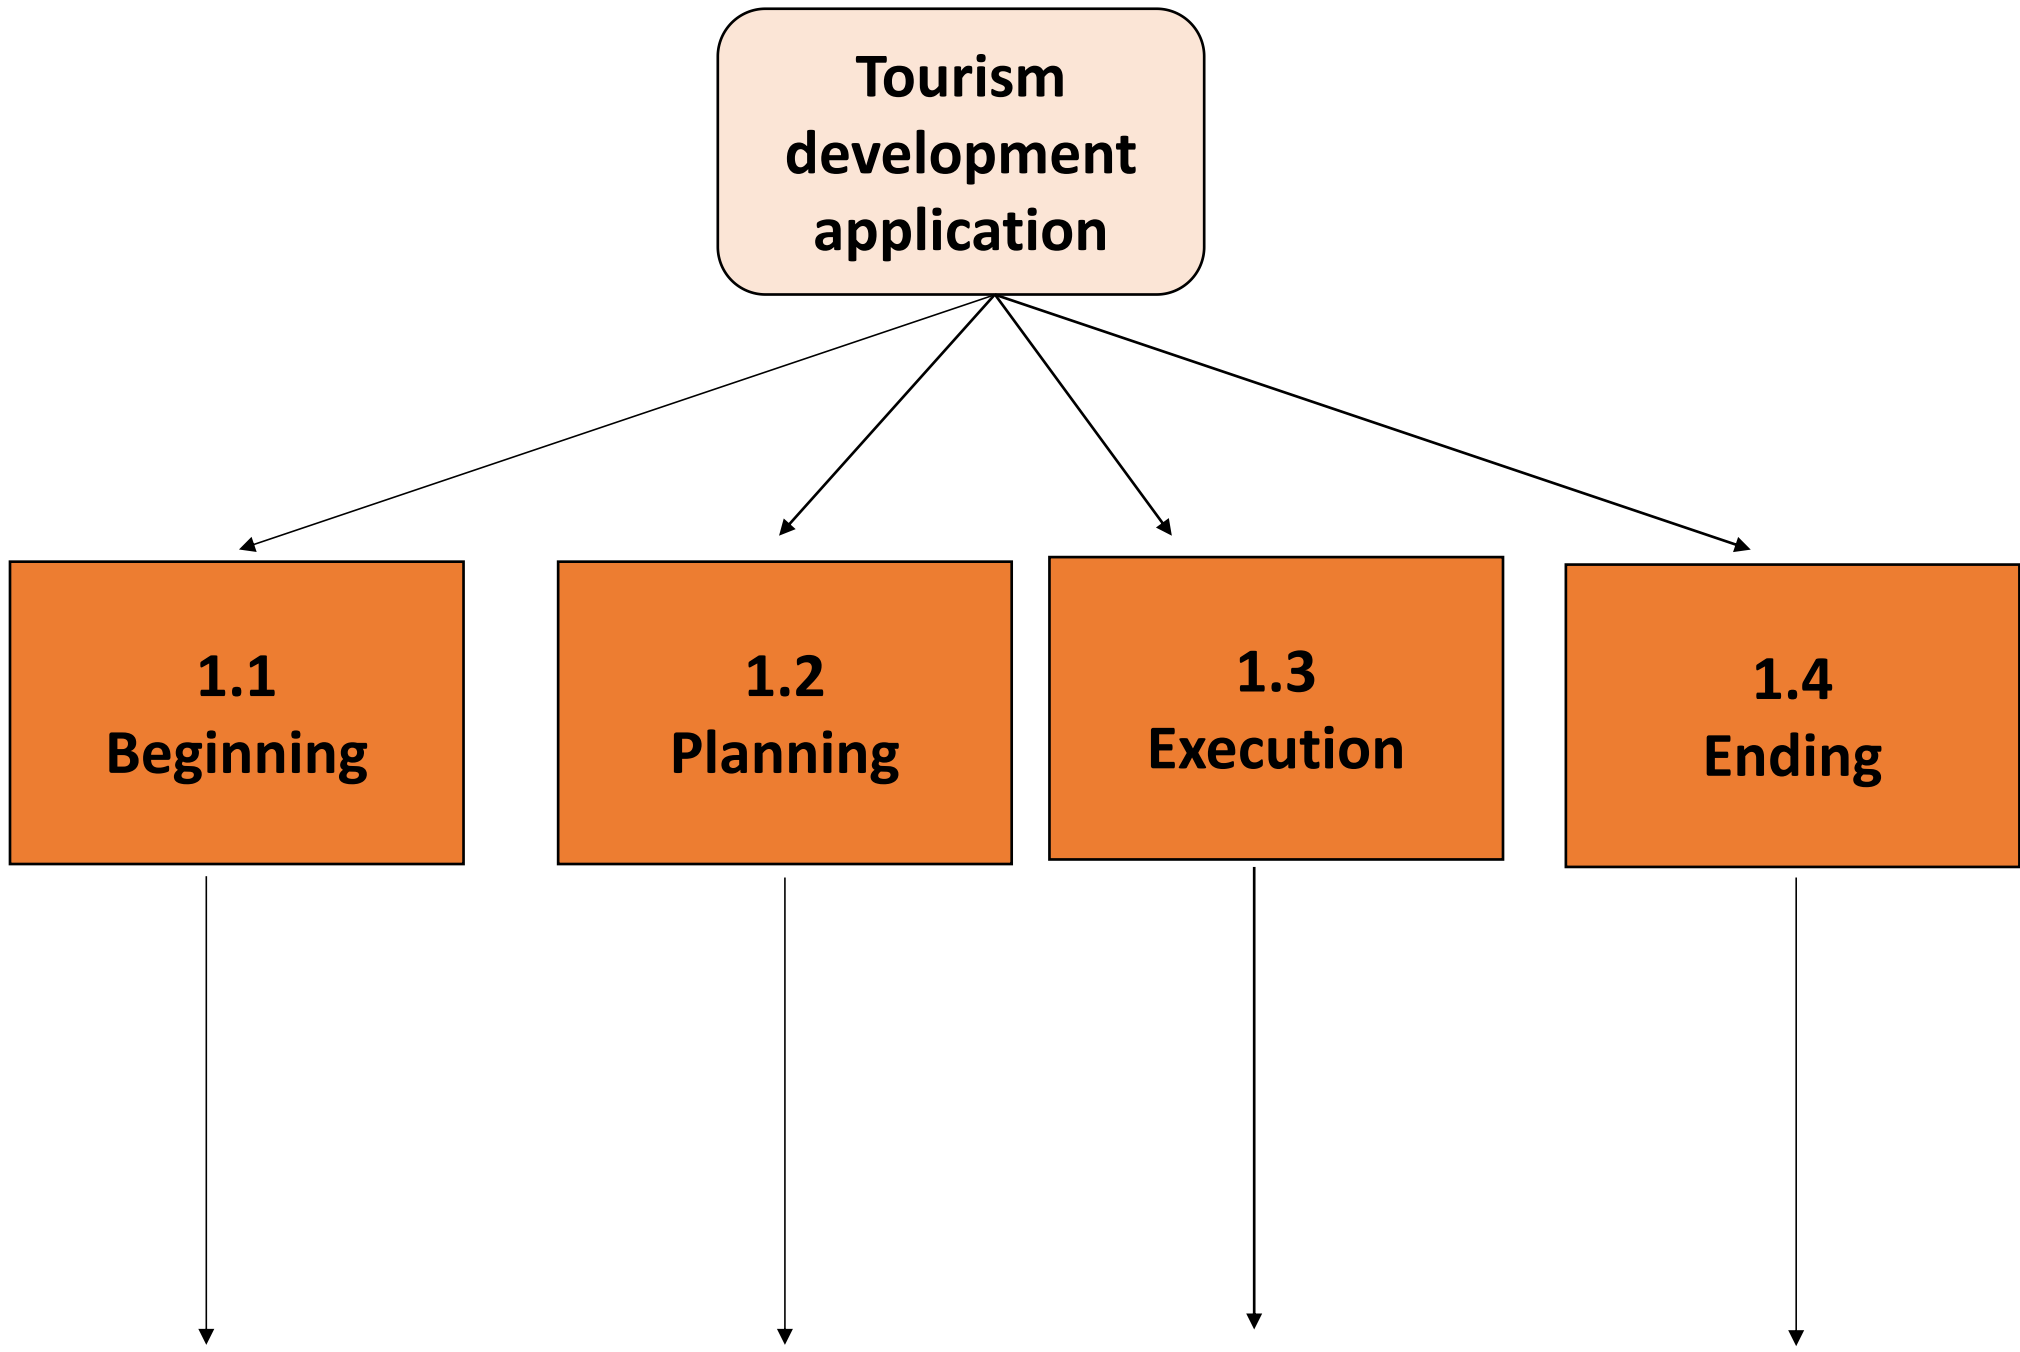 Tourism
development
application
1.1
Beginning
1.2
Planning
1.3
Execution
1.4
Ending